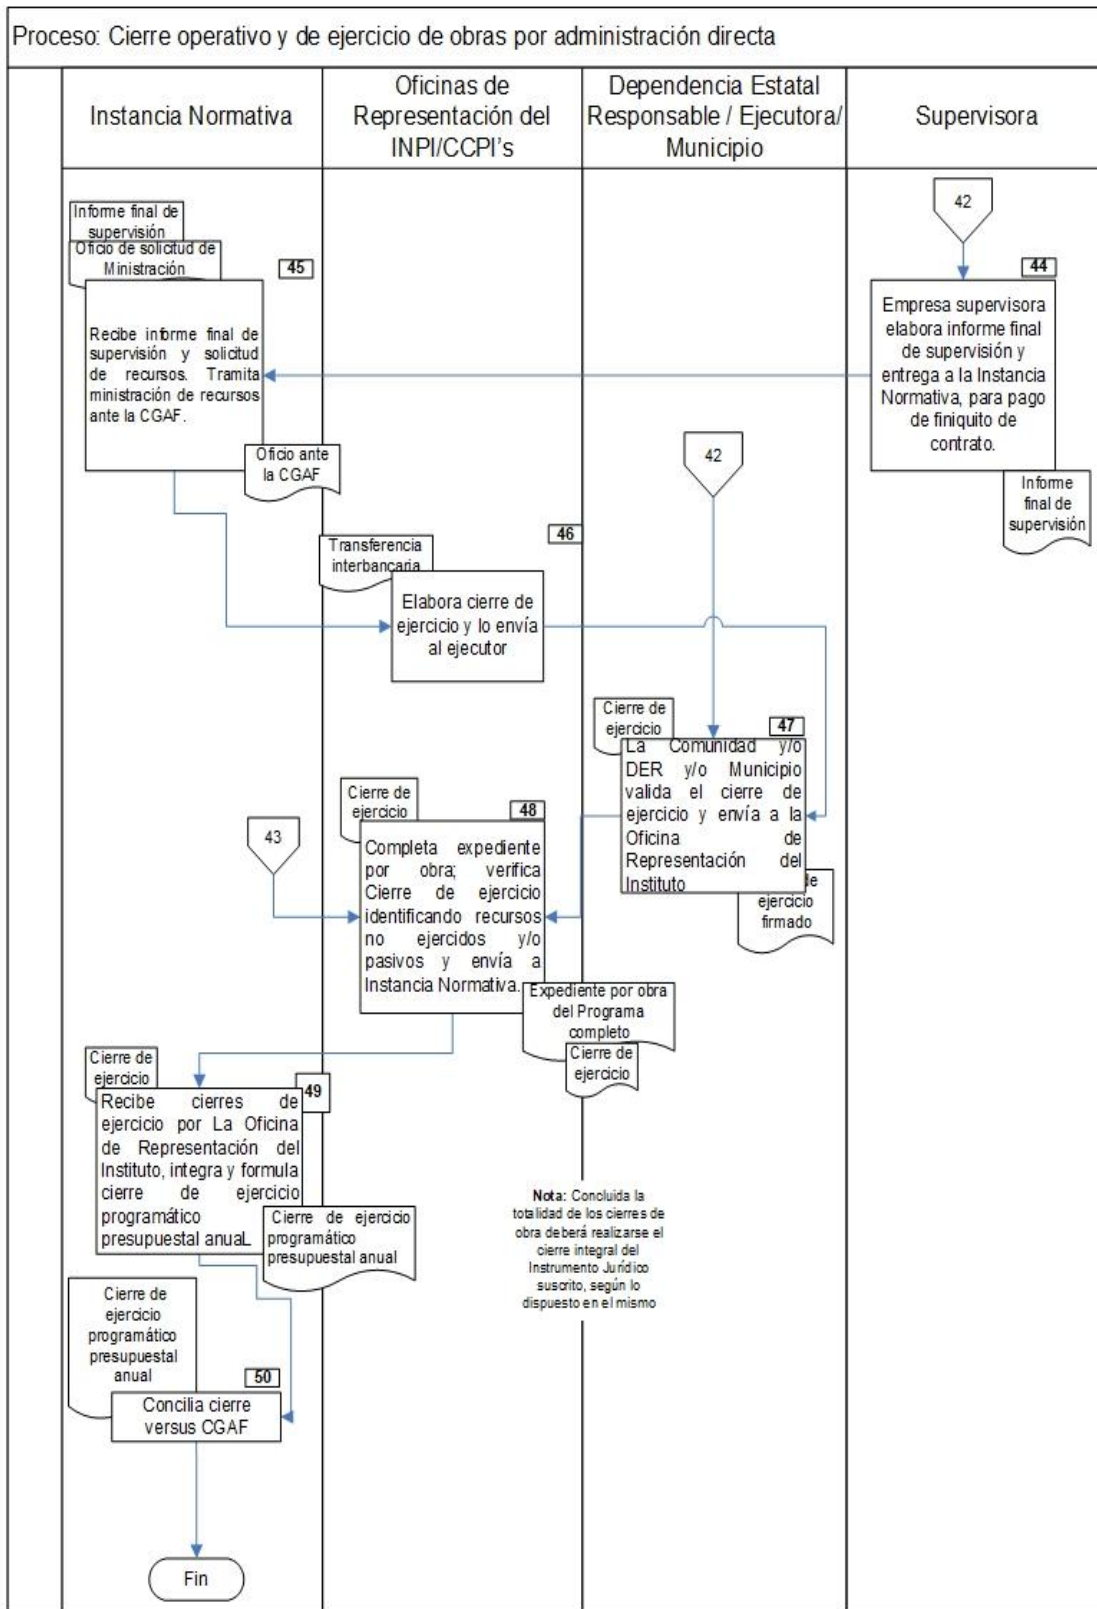 Proceso: Cierre operativo y de ejercicio de obras por administración directa
Instancia Normativa
Oficinas de
Representación del
INPI/CCPI's
Dependencia Estatal
Responsable / Ejecutora/
Municipio
Supervisora
42
44
Empresa supervisora
elabora informe final
de supervisión y
entrega a la Instancia
Normativa, para pago
de finiquito de
contrato.
Informe
final de
supervisión
Informe final de
supervisión
Oficio de solicitud de
Ministración
45
Recibe informe final de
supervisión y solicitud
de recursos. Tramita
ministración de recursos
ante la CGAF.
Oficio ante
la CGAF
42
Transferencia
interbancaria
46
Elabora cierre de
ejercicio y lo envía
al ejecutor
Cierre de
ejercicio
47
La Comunidad y/o
DER y/o Municipio
valida el cierre de
ejercicio y envía a la
Oficina de
Representación del
Instituto
de
ejercicio
firmado
43
Cierre de
ejercicio
48
Completa expediente
por obra; verifica
Cierre de ejercicio
identificando recursos
no ejercidos y/o
pasivos y envía a
Instancia Normativa.
Expediente por obra
del Programa
completo
Cierre de
ejercicio
Cierre de
ejercicio
49
Recibe cierres de
ejercicio por La Oficina
de Representación del
Instituto, integra y formula
cierre de ejercicio
programático
presupuestal anuaL
Cierre de ejercicio
programático
presupuestal anual
Nota: Concluida la
totalidad de los cierres de
obra deberá realizarse el
cierre integral del
Instrumento Jurídico
suscrito, según lo
dispuesto en el mismo
Cierre de
ejercicio
programático
presupuestal
anual
50
Concilia cierre
versus CGAF
Fin